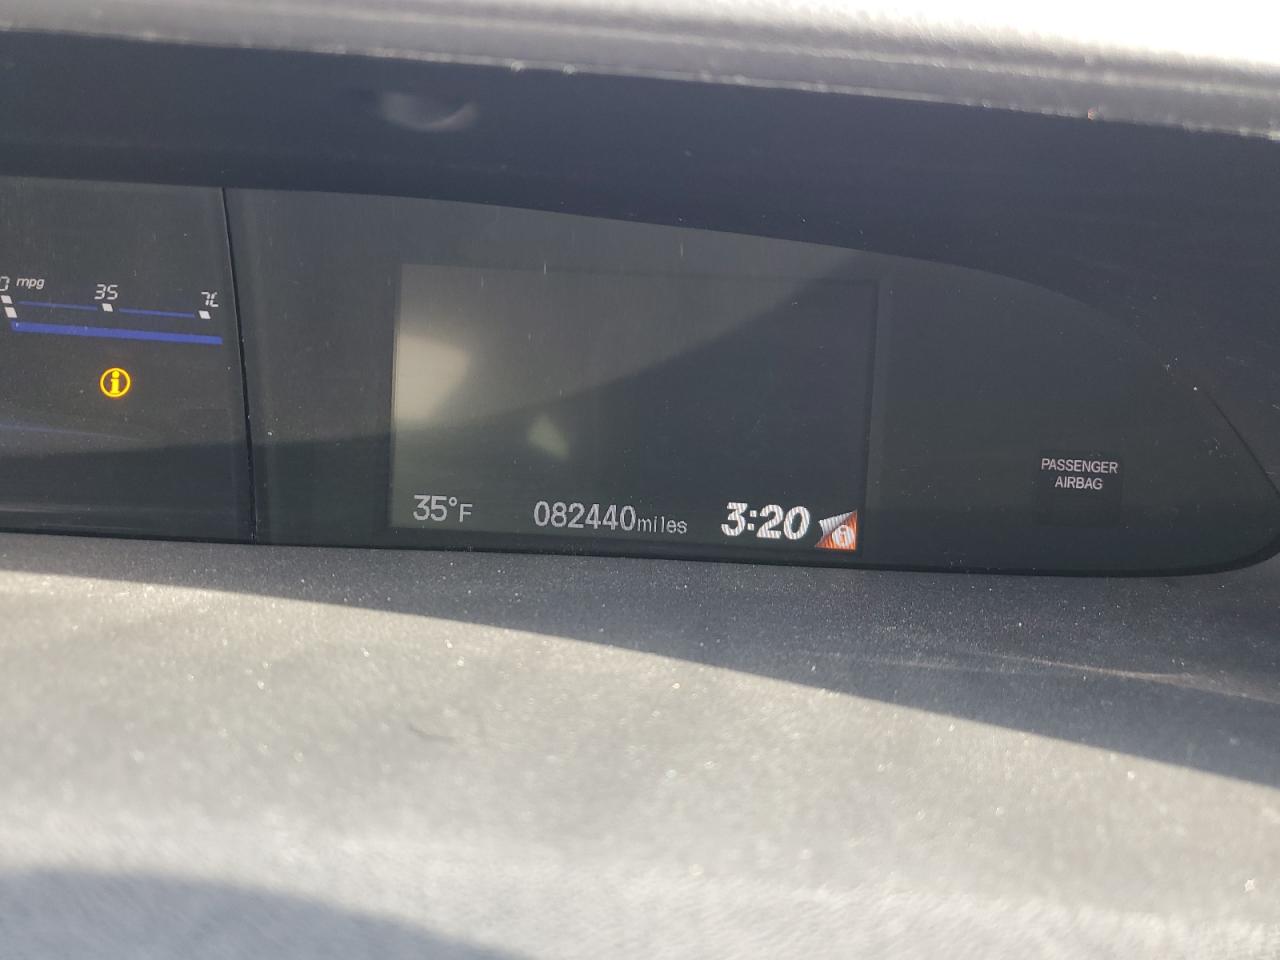 mpg
35
35°F 082440miles 3:20
PASSENGER
AIRBAG